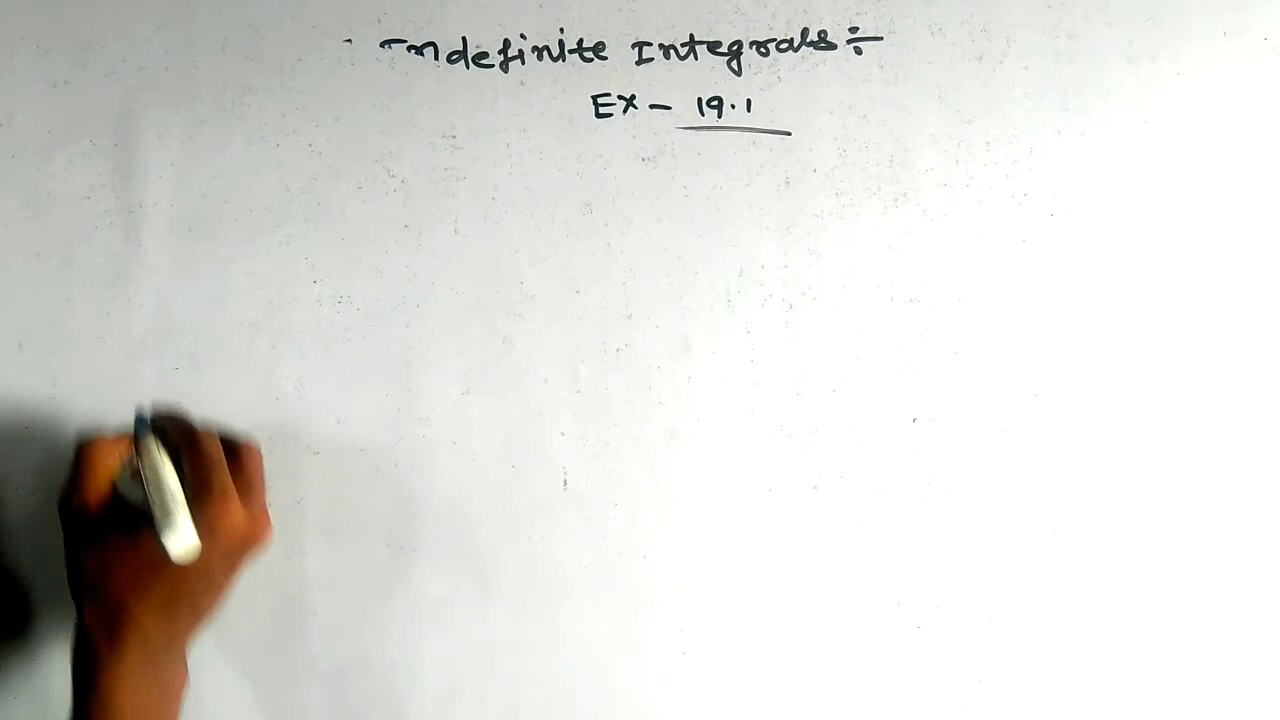 Indefinite Integrals ÷
EX - 19.1